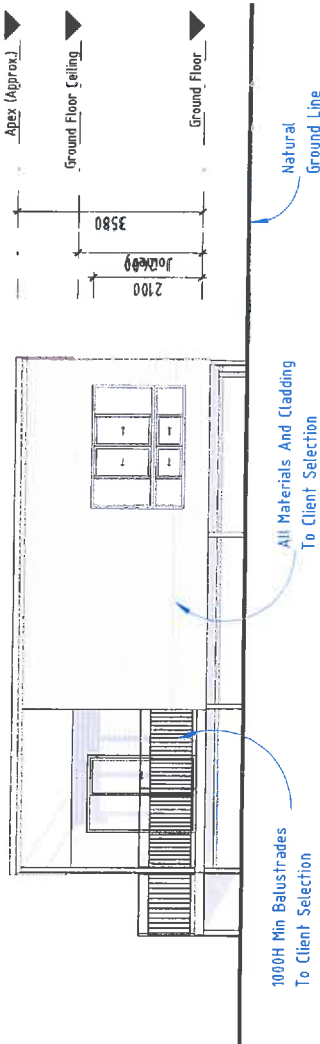 Apex (Approx.)
Ground Floor Ceiling
Ground Floor
3580
2100
Natural
Ground Line
All Materials And Cladding
To Client Selection
1000H Min Balustrades
To Client Selection